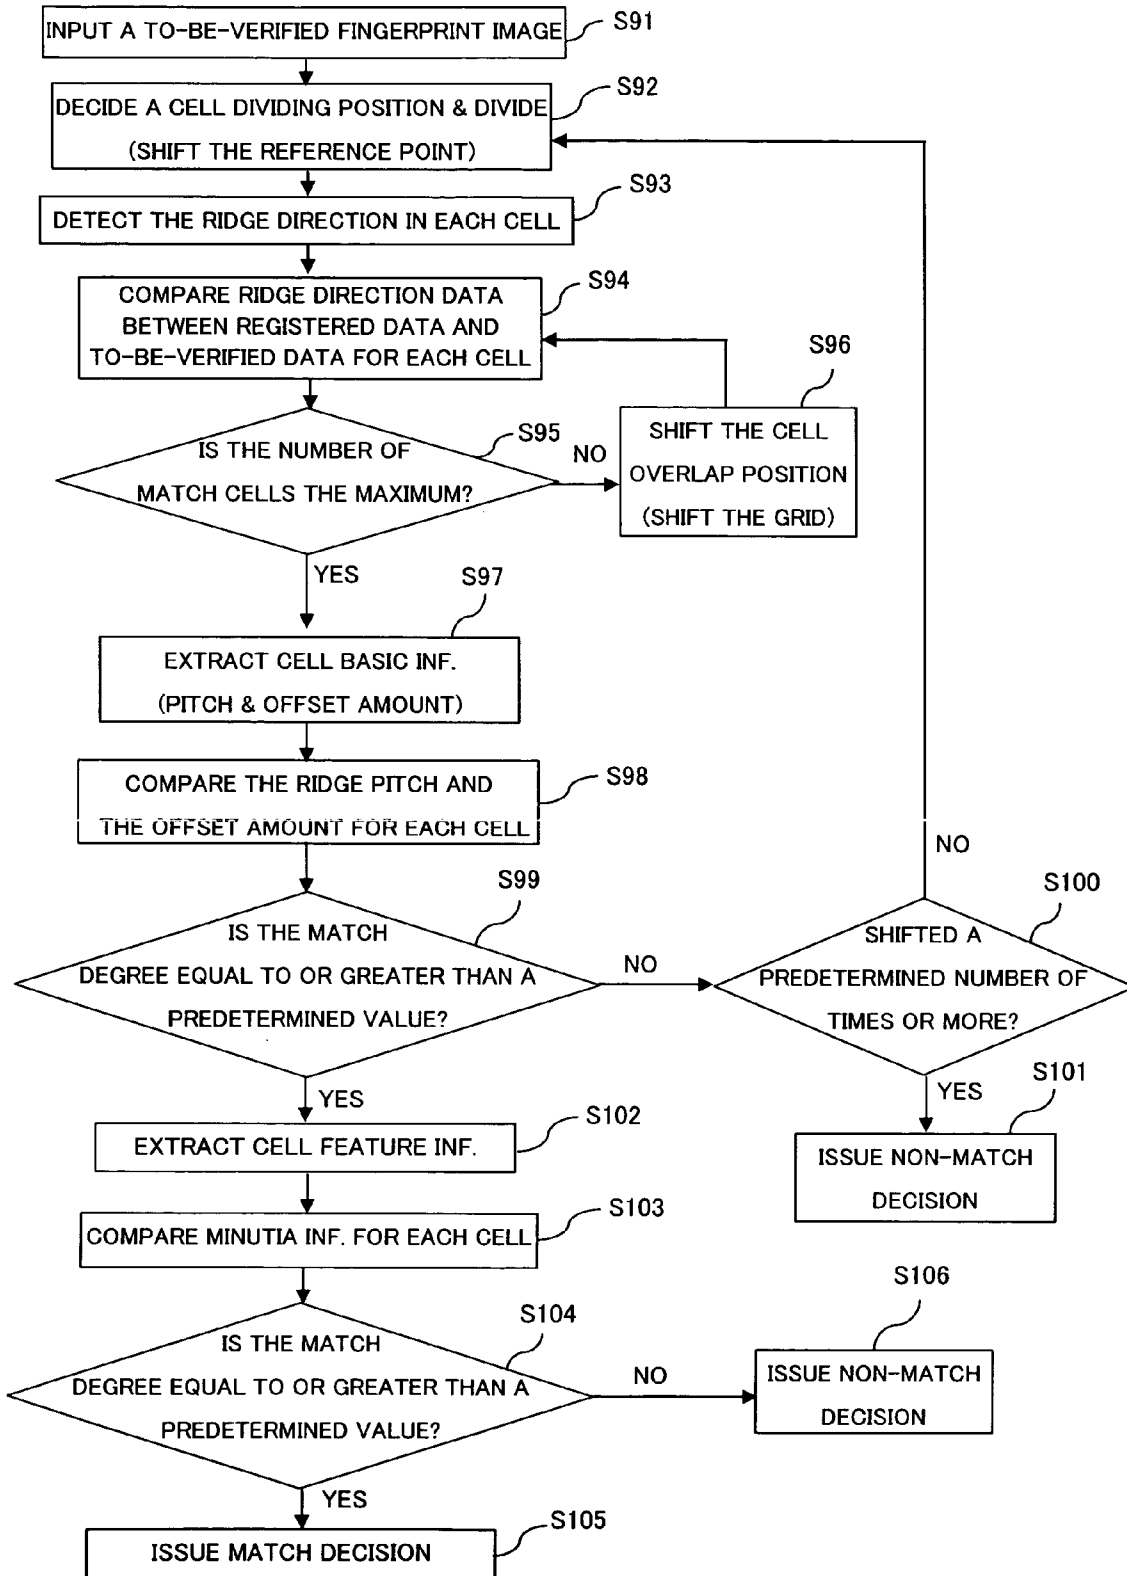 INPUT A TO-BE-VERIFIED FINGERPRINT IMAGE
S91
DECIDE A CELL DIVIDING POSITION & DIVIDE
(SHIFT THE REFERENCE POINT)
S92
DETECT THE RIDGE DIRECTION IN EACH CELL
S93
COMPARE RIDGE DIRECTION DATA
BETWEEN REGISTERED DATA AND
TO-BE-VERIFIED DATA FOR EACH CELL
S94
IS THE NUMBER OF
MATCH CELLS THE MAXIMUM?
S95
NO
SHIFT THE CELL
OVERLAP POSITION
(SHIFT THE GRID)
S96
YES
EXTRACT CELL BASIC INF.
(PITCH & OFFSET AMOUNT)
S97
COMPARE THE RIDGE PITCH AND
THE OFFSET AMOUNT FOR EACH CELL
S98
IS THE MATCH
DEGREE EQUAL TO OR GREATER THAN A
PREDETERMINED VALUE?
S99
NO
SHIFTED A
PREDETERMINED NUMBER OF
TIMES OR MORE?
S100
NO
YES
ISSUE NON-MATCH
DECISION
S101
YES
EXTRACT CELL FEATURE INF.
S102
COMPARE MINUTIA INF. FOR EACH CELL
S103
IS THE MATCH
DEGREE EQUAL TO OR GREATER THAN A
PREDETERMINED VALUE?
S104
NO
ISSUE NON-MATCH
DECISION
S106
YES
ISSUE MATCH DECISION
S105